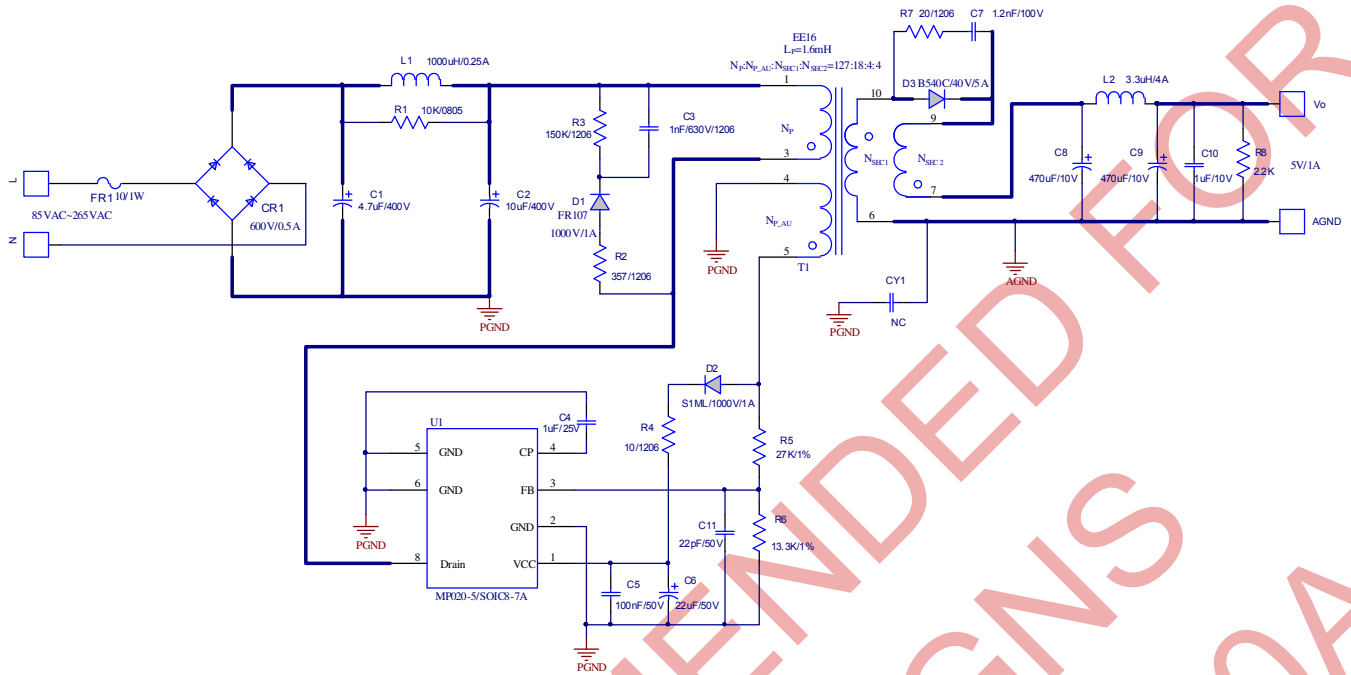 R7 20/1206 C7 1.2nF/100V
EE16
LP=1.6mH
NP:NP_AU:NSEC1:NSEC2=127:18:4:4
L1 1000uH/0.25A
1
10
D3 B540C/40V/5A
L2 3.3uH/4A
R1 10K/0805
R3
150K/1206
C3
1nF/630V/1206
NP
9
Vo
3
NSEC1
NSEC2
C8
470uF/10V
C9
470uF/10V
C10
1uF/10V
R8
2.2K
5V/1A
L
FR1 10/1W
85VAC~265VAC
CR1
600V/0.5A
C1
4.7uF/400V
C2
10uF/400V
D1
FR107
1000V/1A
4
7
NP_AU
6
AGND
N
R2
357/1206
PGND
5
T1
AGND
CY1
NC
PGND
PGND
D2
S1ML/1000V/1A
C4
1uF/25V
U1
R4
10/1206
R5
27K/1%
5 GND CP 4
6 GND FB 3
GND 2
PGND
8 Drain VCC 1
MP020-5/SOIC8-7A
C11
22pF/50V
R6
13.3K/1%
C5
100nF/50V
C6
22uF/50V
PGND
MENDED FOR
IGNS
0A